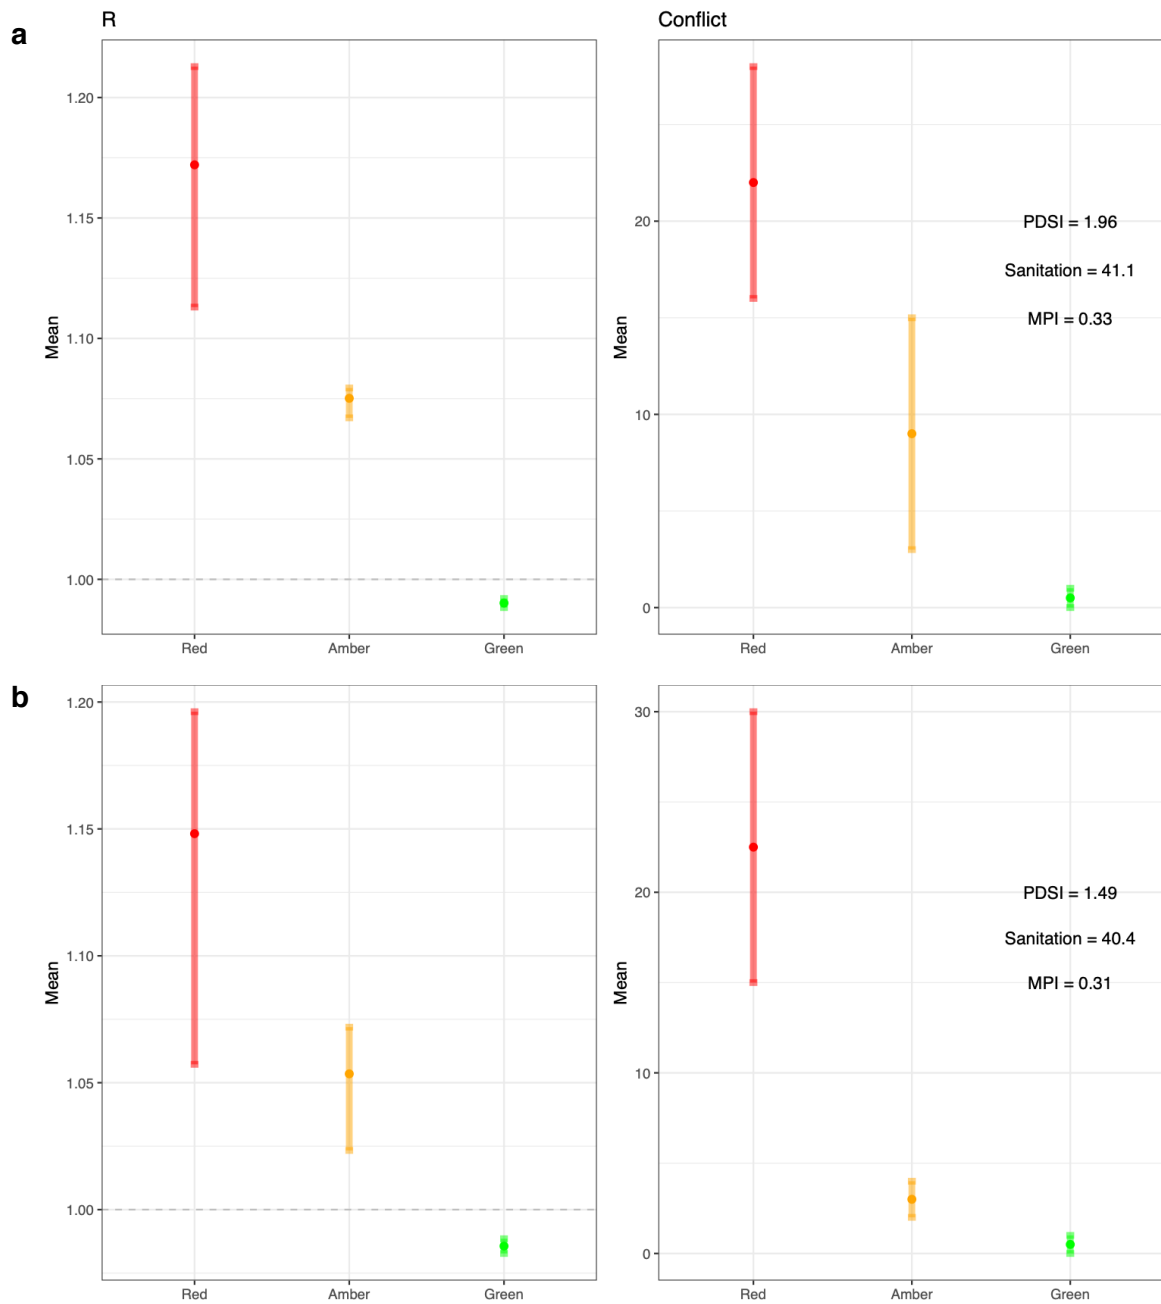 a
R
Conflict
1.20
1.15
1.10
1.05
1.00
Mean
Red Amber Green
20
10
0
Mean
PDSI = 1.96
Sanitation = 41.1
MPI = 0.33
Red Amber Green
b
1.20
1.15
1.10
1.05
1.00
Mean
Red Amber Green
30
20
10
0
Mean
PDSI = 1.49
Sanitation = 40.4
MPI = 0.31
Red Amber Green